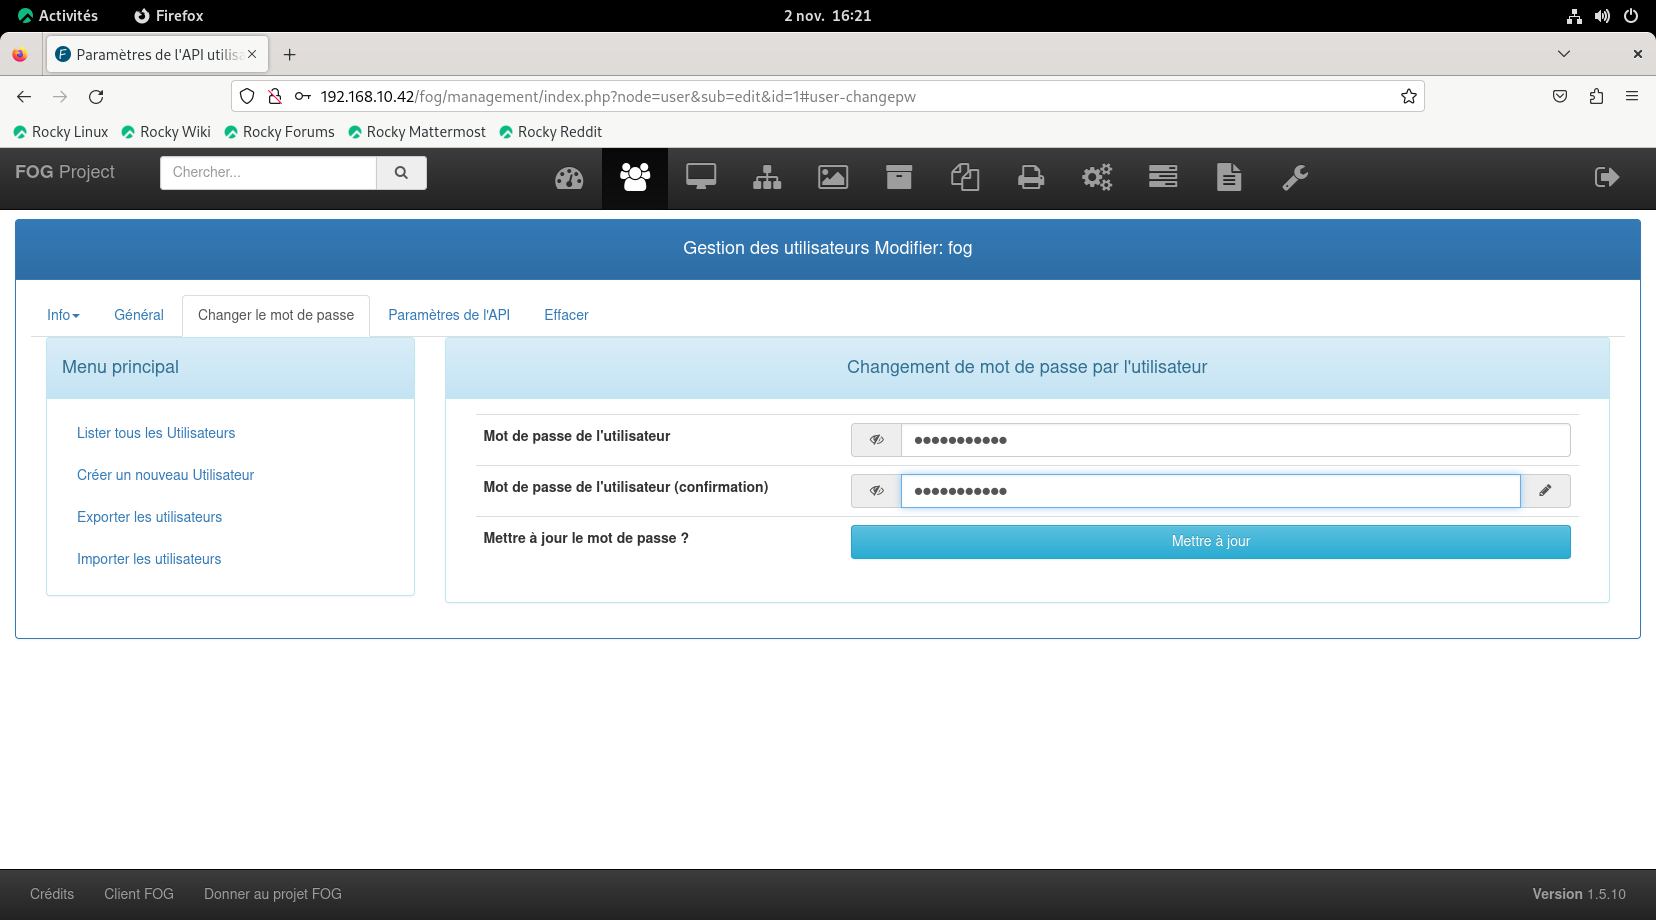 Activités Firefox 2 nov. 16:21
Paramètres de l'API utilisa
192.168.10.42/fog/management/index.php?node=user&sub=edit&id=1#user-changepw
Rocky Linux Rocky Wiki Rocky Forums Rocky Mattermost Rocky Reddit
FOG Project Chercher...
Gestion des utilisateurs Modifier: fog
Info Général Changer le mot de passe Paramètres de l'API Effacer
Menu principal
Lister tous les Utilisateurs
Créer un nouveau Utilisateur
Exporter les utilisateurs
Importer les utilisateurs
Changement de mot de passe par l'utilisateur
Mot de passe de l'utilisateur ●●●●●●●●●●●
Mot de passe de l'utilisateur (confirmation) ●●●●●●●●●●●
Mettre à jour le mot de passe ? Mettre à jour
Crédits Client FOG Donner au projet FOG Version 1.5.10